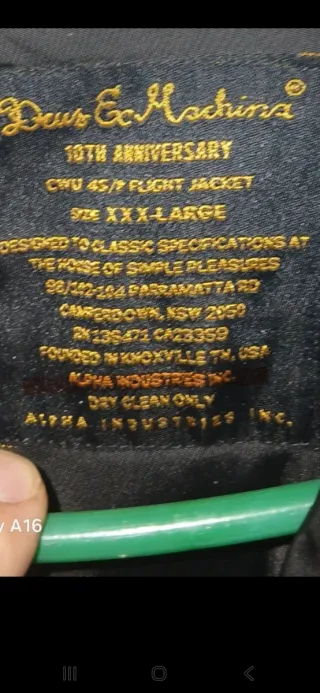 Deus Ex Machina ®
10TH ANNIVERSARY
CWU 45/P FLIGHT JACKET
SIZE XXX-LARGE
DESIGNED TO CLASSIC SPECIFICATIONS AT
THE HOUSE OF SIMPLE PLEASURES
98/102-104 PARRAMATTA RD
CAMPERDOWN, NSW 2050
FOUNDED IN KNOXVILLE TN, USA
ALPHA INDUSTRIES INC.
DRY CLEAN ONLY
ALPHA INDUSTRIES INC.
A16